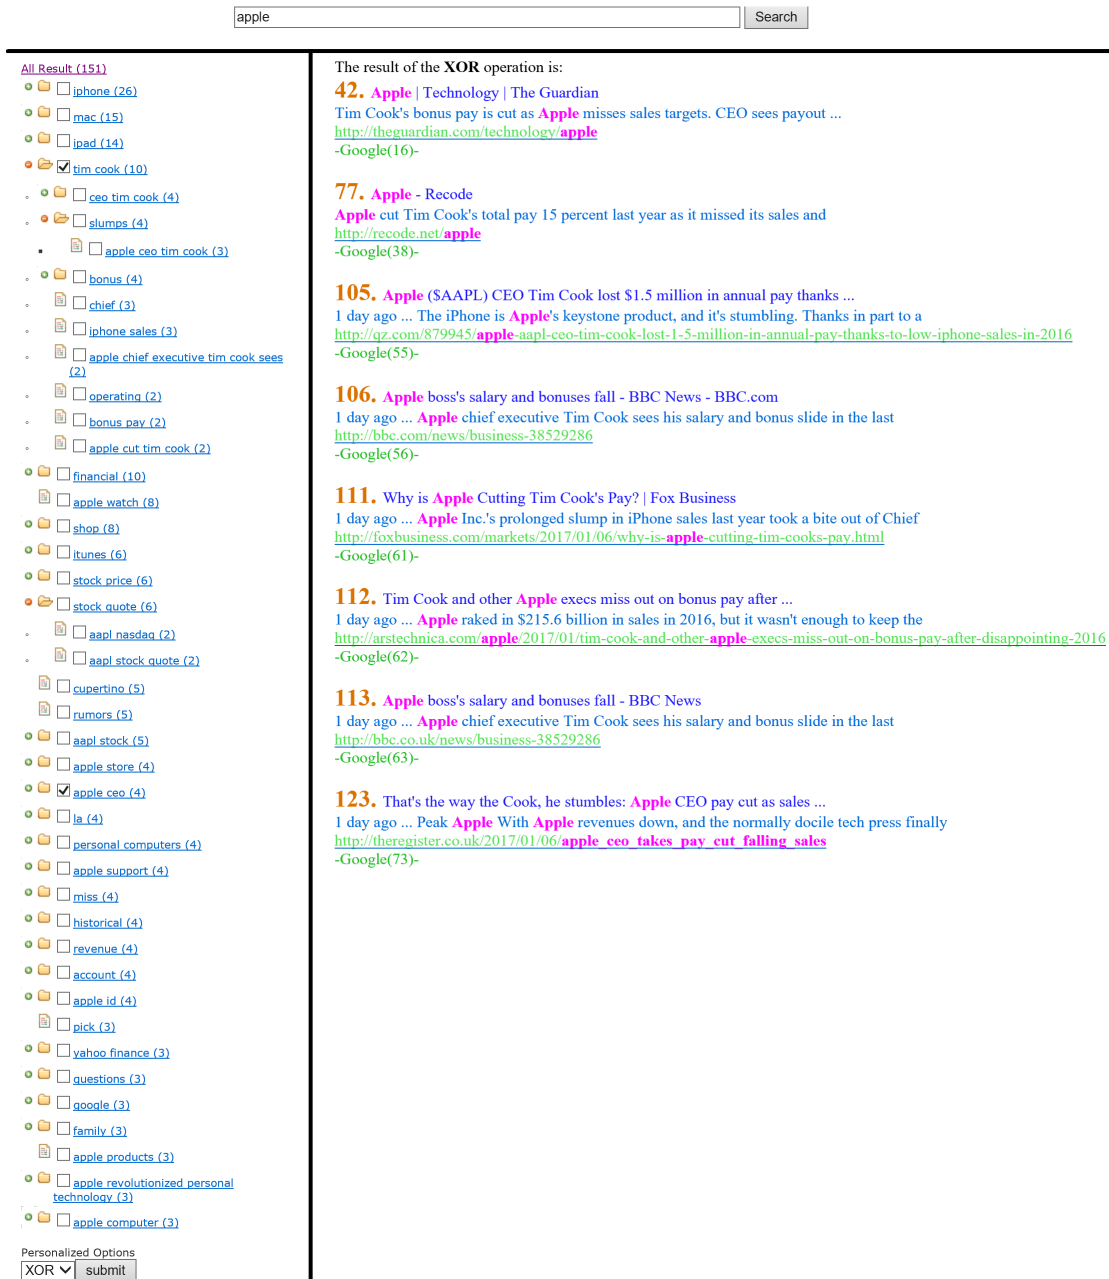 apple
Search
All Result (151)
iphone (26)
mac (15)
ipad (14)
tim cook (10)
ceo tim cook (4)
slumps (4)
apple ceo tim cook (3)
bonus (4)
chief (3)
iphone sales (3)
apple chief executive tim cook sees
(2)
operating (2)
bonus pay (2)
apple cut tim cook (2)
financial (10)
apple watch (8)
shop (8)
itunes (6)
stock price (6)
stock quote (6)
aapl nasdaq (2)
aapl stock quote (2)
cupertino (5)
rumors (5)
aapl stock (5)
apple store (4)
apple ceo (4)
la (4)
personal computers (4)
apple support (4)
miss (4)
historical (4)
revenue (4)
account (4)
apple id (4)
pick (3)
yahoo finance (3)
questions (3)
google (3)
family (3)
apple products (3)
apple revolutionized personal
technology (3)
apple computer (3)
Personalized Options
XOR submit
The result of the XOR operation is:
42. Apple | Technology | The Guardian
Tim Cook's bonus pay is cut as Apple misses sales targets. CEO sees payout ...
http://theguardian.com/technology/apple
-Google(16)-
77. Apple - Recode
Apple cut Tim Cook's total pay 15 percent last year as it missed its sales and
http://recode.net/apple
-Google(38)-
105. Apple ($AAPL) CEO Tim Cook lost $1.5 million in annual pay thanks ...
1 day ago ... The iPhone is Apple's keystone product, and it's stumbling. Thanks in part to a
http://qz.com/879945/apple-aapl-ceo-tim-cook-lost-1-5-million-in-annual-pay-thanks-to-low-iphone-sales-in-2016
-Google(55)-
106. Apple boss's salary and bonuses fall - BBC News - BBC.com
1 day ago ... Apple chief executive Tim Cook sees his salary and bonus slide in the last
http://bbc.com/news/business-38529286
-Google(56)-
111. Why is Apple Cutting Tim Cook's Pay? | Fox Business
1 day ago ... Apple Inc.'s prolonged slump in iPhone sales last year took a bite out of Chief
http://foxbusiness.com/markets/2017/01/06/why-is-apple-cutting-tim-cooks-pay.html
-Google(61)-
112. Tim Cook and other Apple execs miss out on bonus pay after ...
1 day ago ... Apple raked in $215.6 billion in sales in 2016, but it wasn't enough to keep the
http://arstechnica.com/apple/2017/01/tim-cook-and-other-apple-execs-miss-out-on-bonus-pay-after-disappointing-2016
-Google(62)-
113. Apple boss's salary and bonuses fall - BBC News
1 day ago ... Apple chief executive Tim Cook sees his salary and bonus slide in the last
http://bbc.co.uk/news/business-38529286
-Google(63)-
123. That's the way the Cook, he stumbles: Apple CEO pay cut as sales ...
1 day ago ... Peak Apple With Apple revenues down, and the normally docile tech press finally
http://theregister.co.uk/2017/01/06/apple_ceo_takes_pay_cut_falling_sales
-Google(73)-